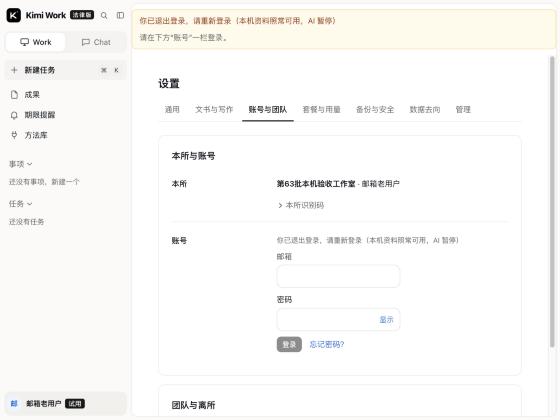 Kimi Work 法律版
Work
Chat
新建任务 ⌘ K
成果
期限提醒
方法库
事项
还没有事项，新建一个
任务
还没有任务
邮 邮箱老用户 试用
你已退出登录，请重新登录（本机资料照常可用，AI 暂停）
请在下方“账号”一栏登录。
设置
通用 文书与写作 账号与团队 套餐与用量 备份与安全 数据去向 管理
本所与账号
本所 第63批本机验收工作室 · 邮箱老用户
本所识别码
账号 你已退出登录，请重新登录（本机资料照常可用，AI 暂停）
邮箱
密码
显示
登录 忘记密码?
团队与离所